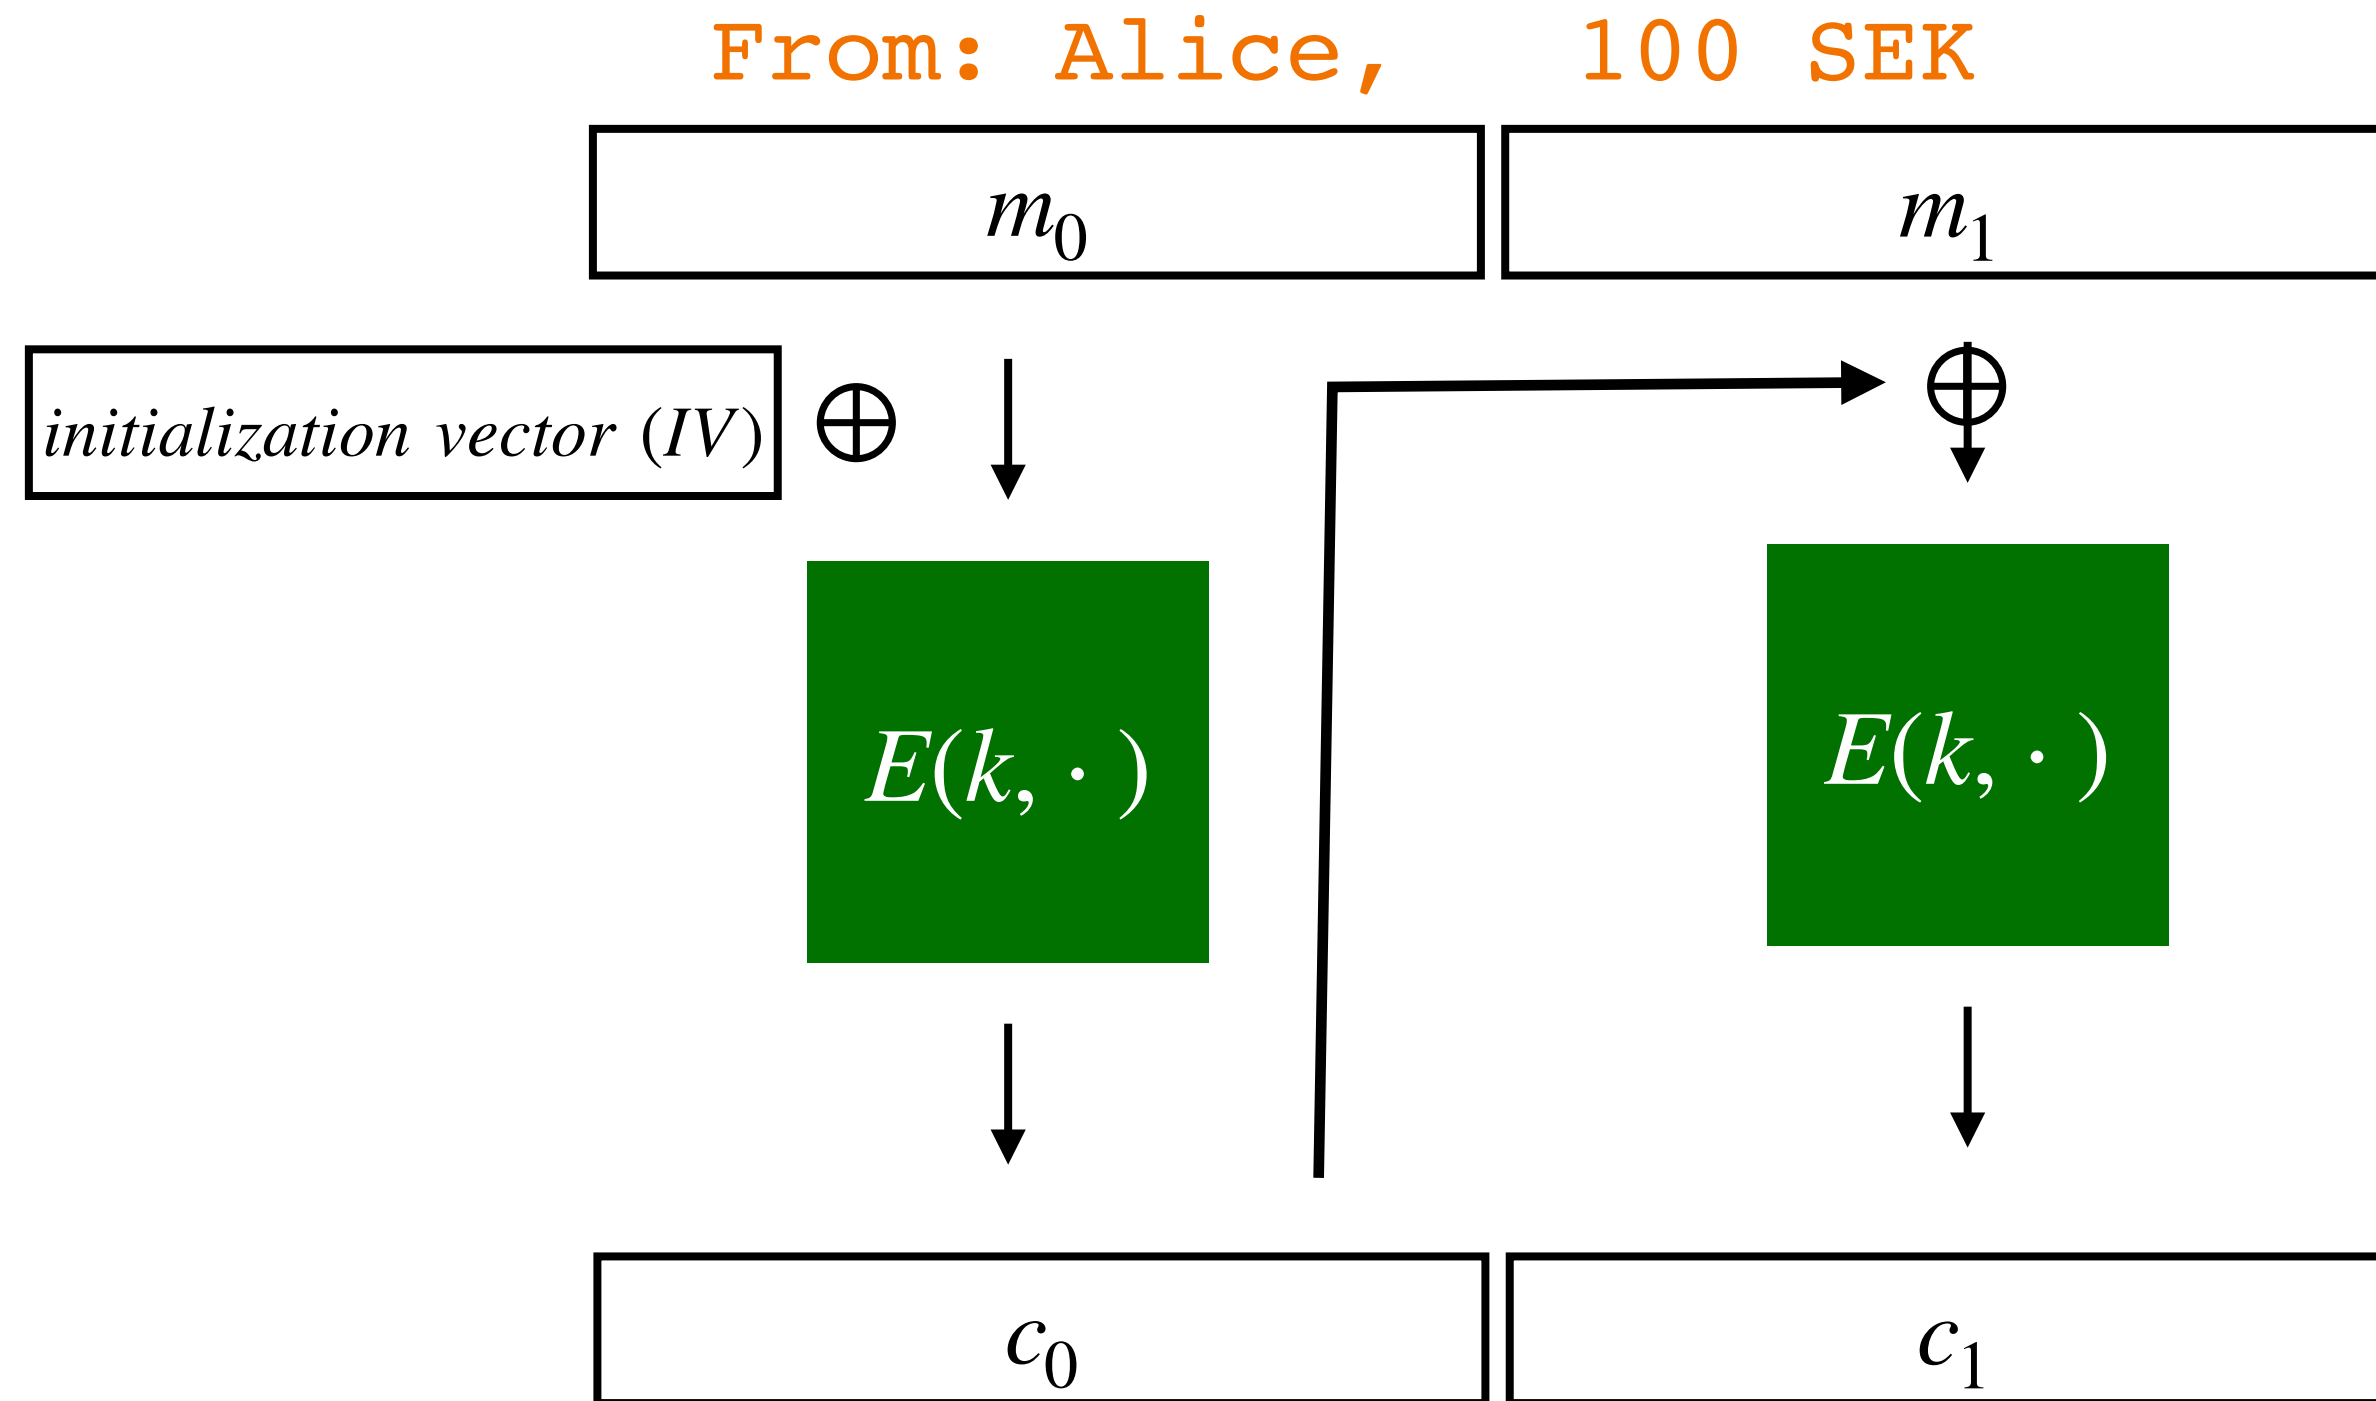 From: Alice, 100 SEK
m₀ m₁
initialization vector (IV) ⊕ ⊕
E(k, · ) E(k, · )
c₀ c₁